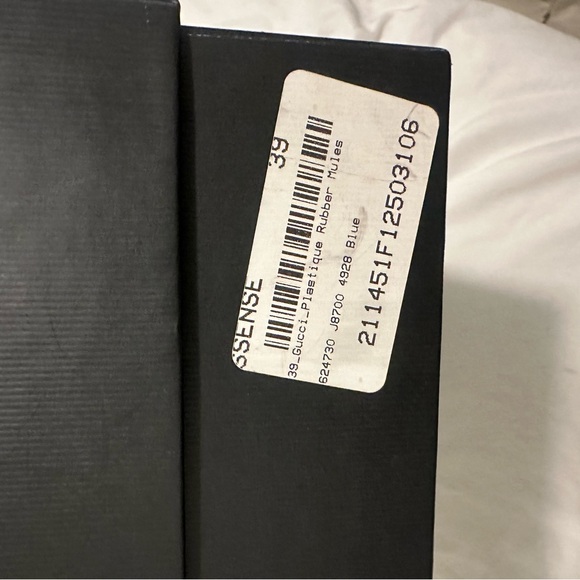 SSENSE 39
39_Gucci_Plastique Rubber Mules
624730 J8700 4928 Blue
211451F12503106